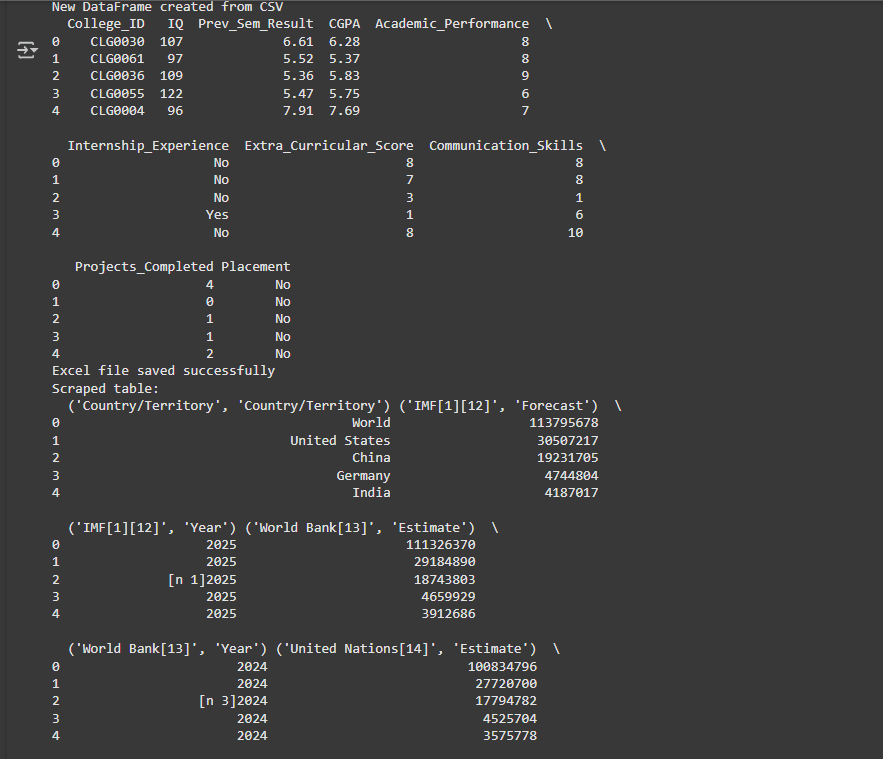 New DataFrame created from CSV
  College_ID   IQ  Prev_Sem_Result  CGPA  Academic_Performance  \
0    CLG0030  107             6.61  6.28                     8
1    CLG0061   97             5.52  5.37                     8
2    CLG0036  109             5.36  5.83                     9
3    CLG0055  122             5.47  5.75                     6
4    CLG0004   96             7.91  7.69                     7
  Internship_Experience  Extra_Curricular_Score  Communication_Skills  \
0                    No                       8                     8
1                    No                       7                     8
2                    No                       3                     1
3                   Yes                       1                     6
4                    No                       8                    10
   Projects_Completed Placement
0                   4        No
1                   0        No
2                   1        No
3                   1        No
4                   2        No
Excel file saved successfully
Scraped table:
  ('Country/Territory', 'Country/Territory') ('IMF[1][12]', 'Forecast')  \
0                                      World                  113795678
1                              United States                   30507217
2                                      China                   19231705
3                                    Germany                    4744804
4                                      India                    4187017
  ('IMF[1][12]', 'Year') ('World Bank[13]', 'Estimate')  \
0                   2025                      111326370
1                   2025                       29184890
2              [n 1]2025                       18743803
3                   2025                        4659929
4                   2025                        3912686
  ('World Bank[13]', 'Year') ('United Nations[14]', 'Estimate')  \
0                       2024                          100834796
1                       2024                           27720700
2                  [n 3]2024                           17794782
3                       2024                            4525704
4                       2024                            3575778